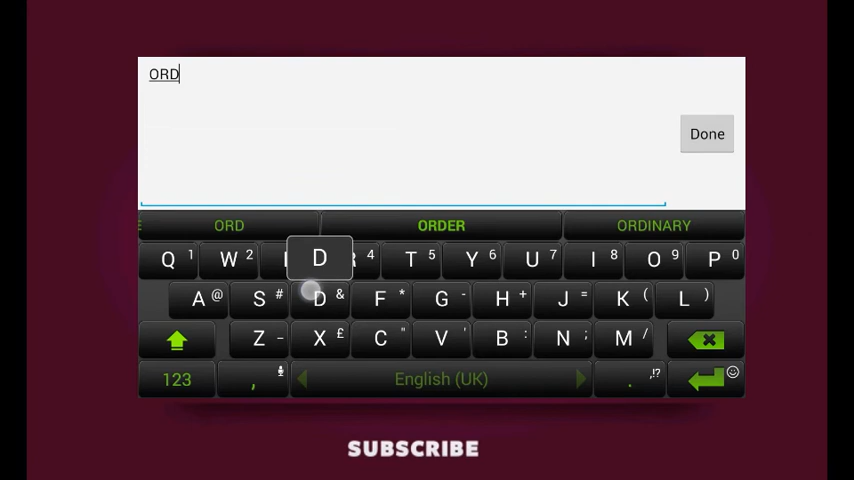 ORD
Done
ORD ORDER ORDINARY
D
Q 1 W 2 4 T 5 Y 6 U 7 I 8 O 9 P 0
A @ S # D & F * G - H + J = K ( L )
Z _ X £ C " V ' B : N ; M /
123 , English (UK) . ,!?
SUBSCRIBE